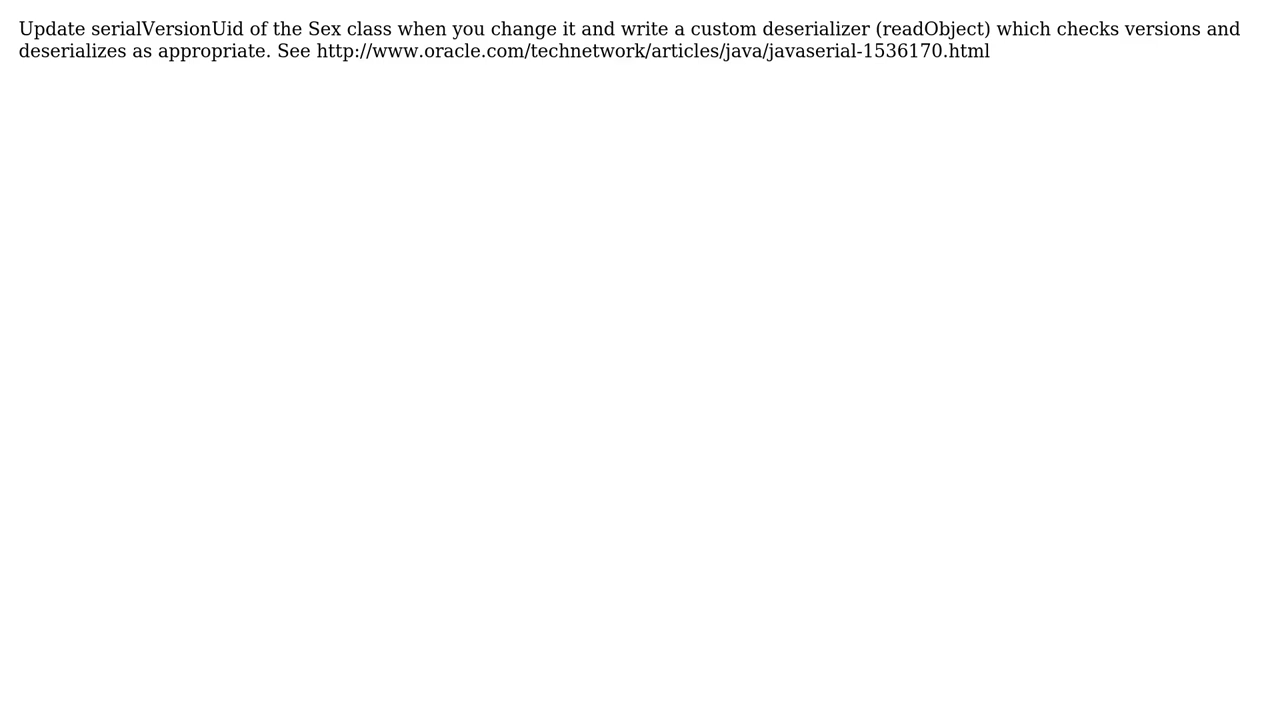 Update serialVersionUid of the Sex class when you change it and write a custom deserializer (readObject) which checks versions and
deserializes as appropriate. See http://www.oracle.com/technetwork/articles/java/javaserial-1536170.html